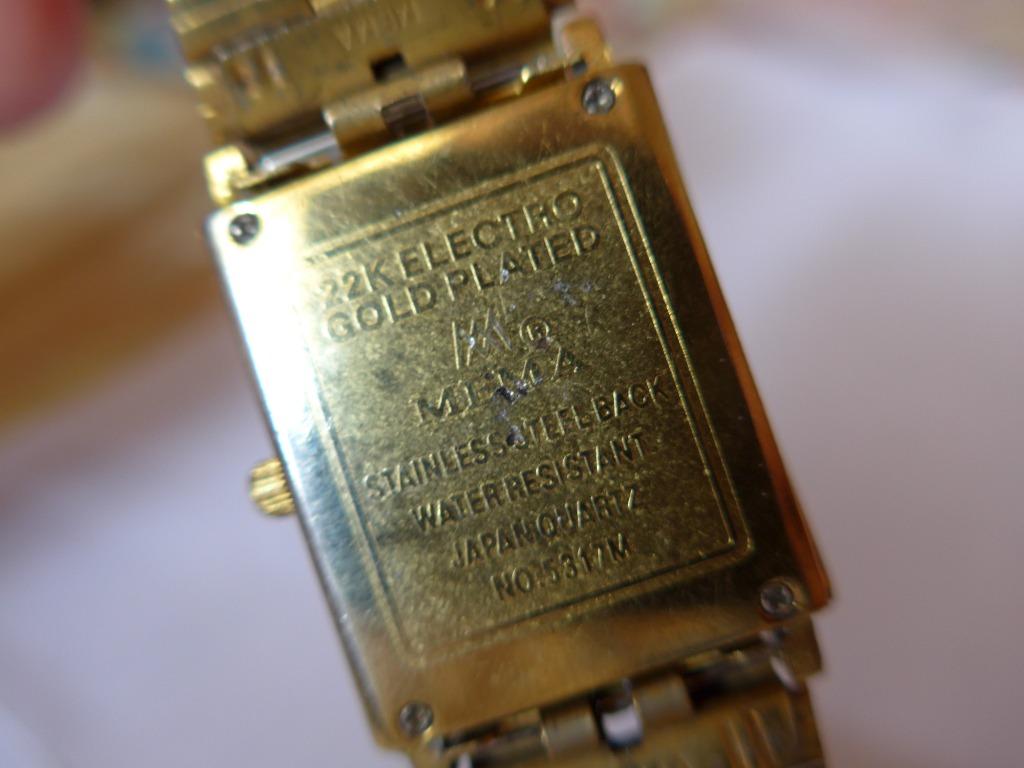 22K ELECTRO
GOLD PLATED
®
MEMA
STAINLESS STEEL BACK
WATER RESISTANT
JAPAN QUARTZ
NO:5317M